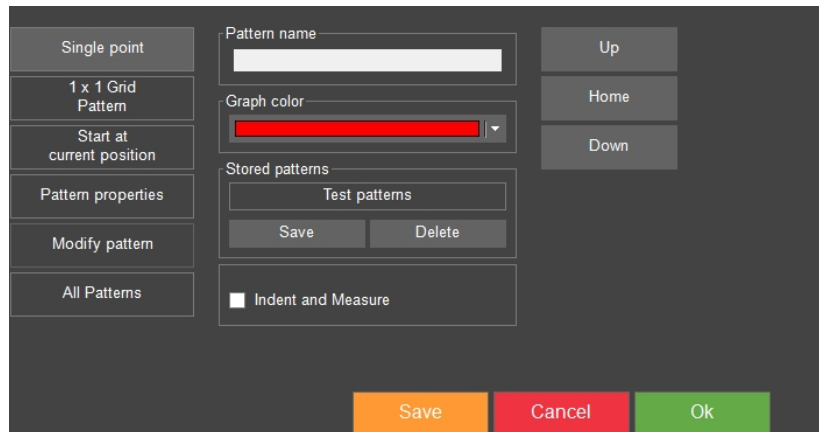 Single point
1 x 1 Grid
Pattern
Start at
current position
Pattern properties
Modify pattern
All Patterns
Pattern name
Graph color
Stored patterns
Test patterns
Save
Delete
Indent and Measure
Up
Home
Down
Save
Cancel
Ok